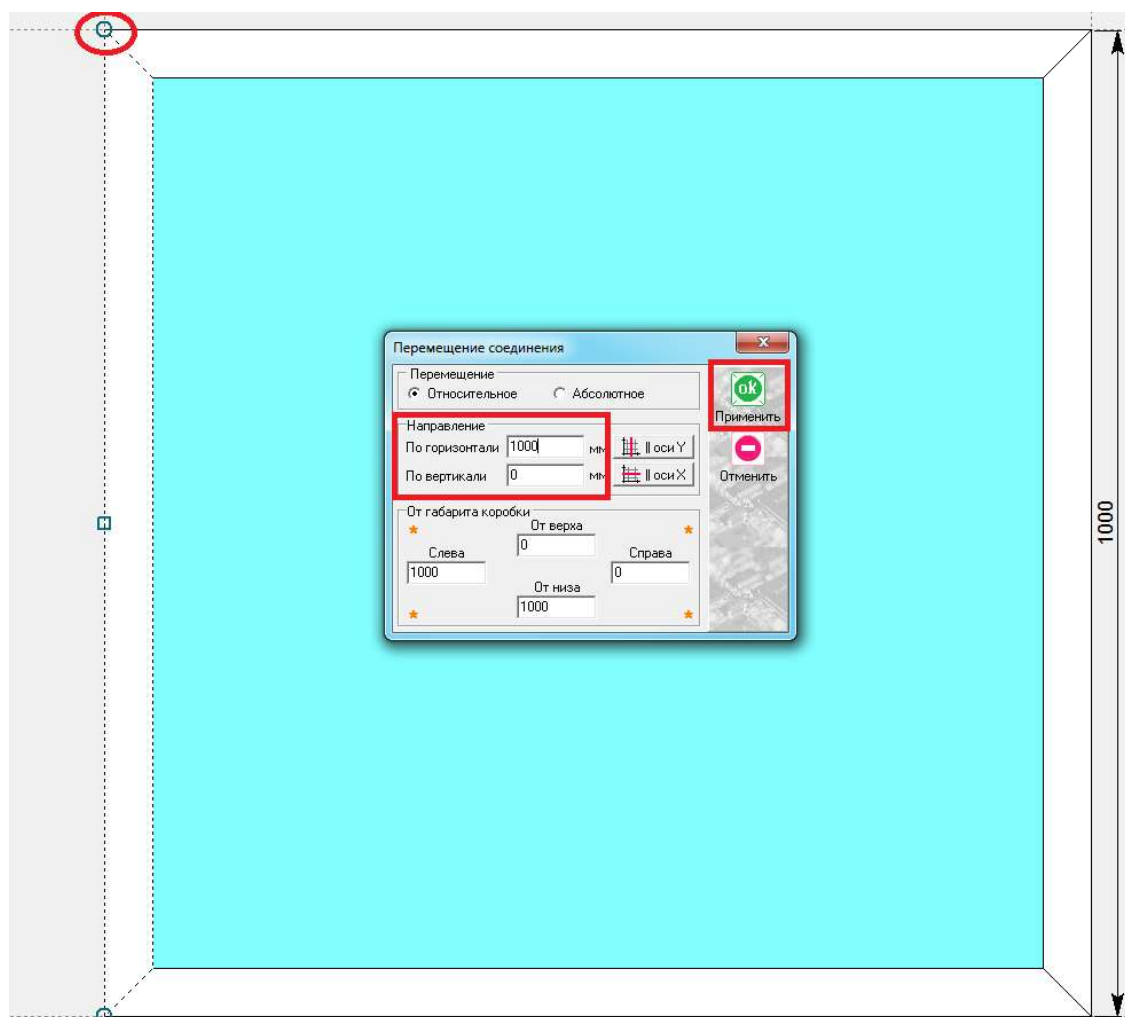 Перемещение соединения
Перемещение
Относительное Абсолютное
ok
Применить
Направление
По горизонтали 1000 мм || оси Y
По вертикали 0 мм || оси X
Отменить
От габарита коробки
От верха
0
Слева Справа
1000 0
От низа
1000
1000